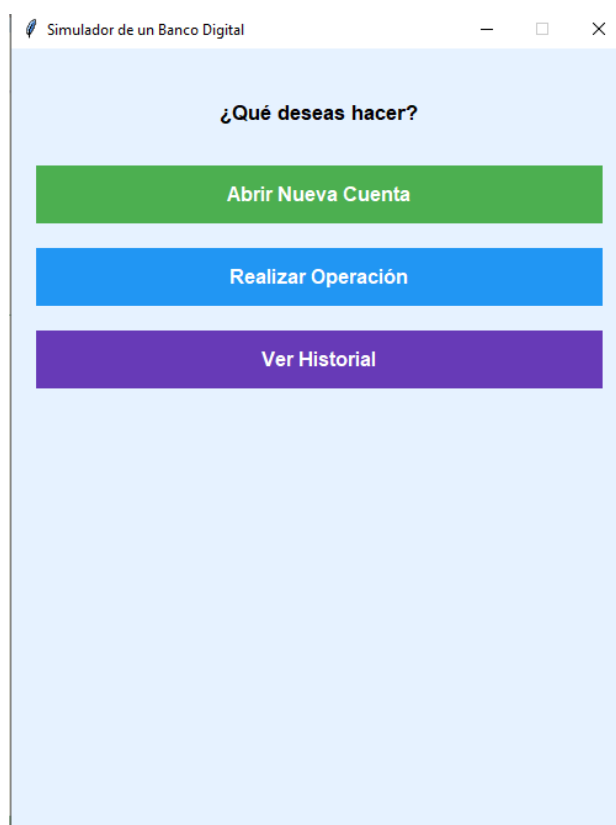 Simulador de un Banco Digital
¿Qué deseas hacer?
Abrir Nueva Cuenta
Realizar Operación
Ver Historial